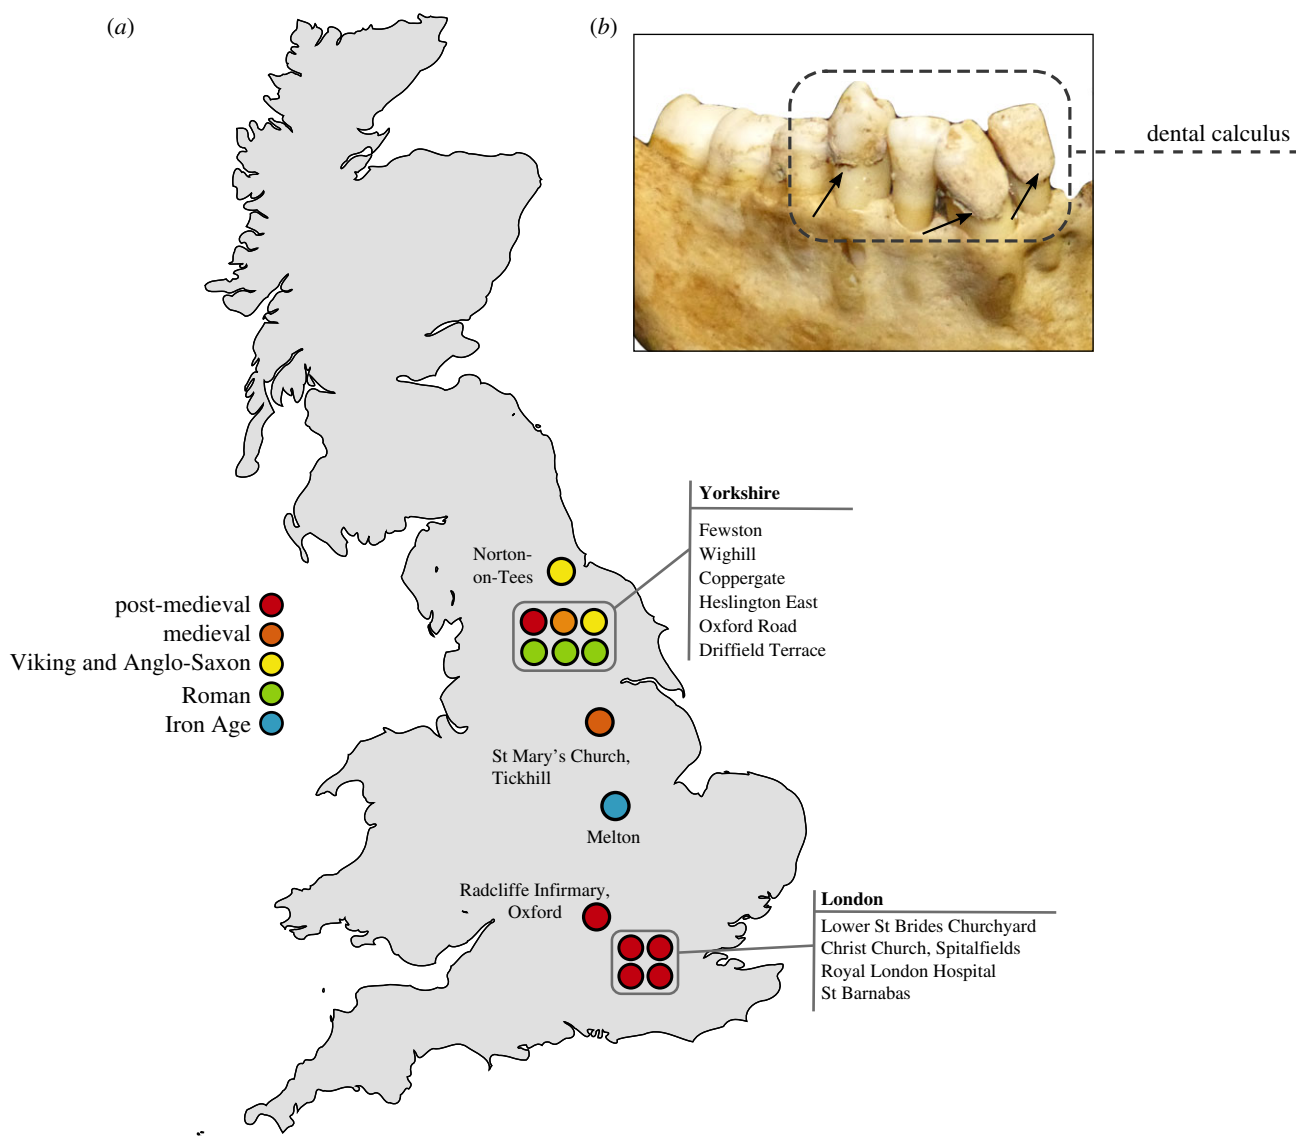 (a)
(b)
dental calculus
Yorkshire
Fewston
Wighill
Coppergate
Heslington East
Oxford Road
Driffield Terrace
Norton-
on-Tees
post-medieval
medieval
Viking and Anglo-Saxon
Roman
Iron Age
St Mary’s Church,
Tickhill
Melton
Radcliffe Infirmary,
Oxford
London
Lower St Brides Churchyard
Christ Church, Spitalfields
Royal London Hospital
St Barnabas